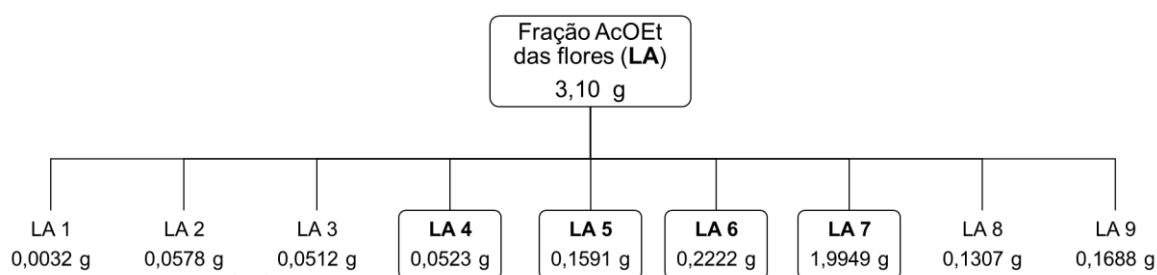 Fração AcOEt
das flores (LA)
3,10 g
LA 1
0,0032 g
LA 2
0,0578 g
LA 3
0,0512 g
LA 4
0,0523 g
LA 5
0,1591 g
LA 6
0,2222 g
LA 7
1,9949 g
LA 8
0,1307 g
LA 9
0,1688 g